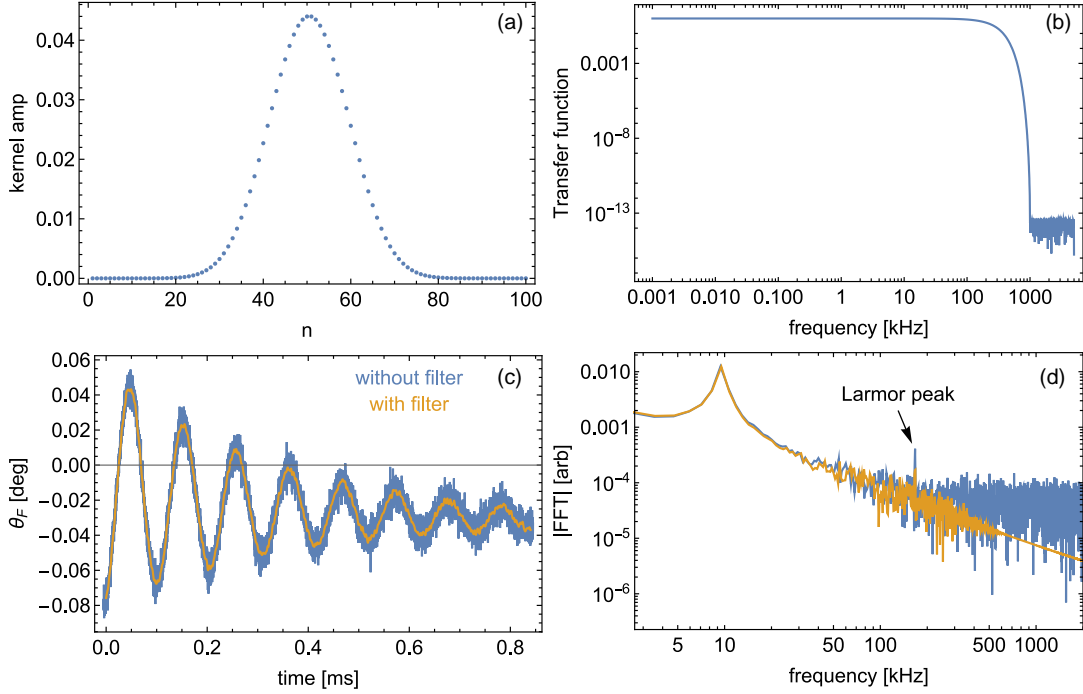 (a)
kernel amp
0.04
0.03
0.02
0.01
0.00
0 20 40 60 80 100
n
(b)
Transfer function
0.001
10−8
10−13
0.001 0.010 0.100 1 10 100 1000
frequency [kHz]
(c)
without filter
with filter
θF [deg]
0.06
0.04
0.02
0.00
−0.02
−0.04
−0.06
−0.08
0.0 0.2 0.4 0.6 0.8
time [ms]
(d)
Larmor peak
|FFT| [arb]
0.010
0.001
10−4
10−5
10−6
5 10 50 100 500 1000
frequency [kHz]